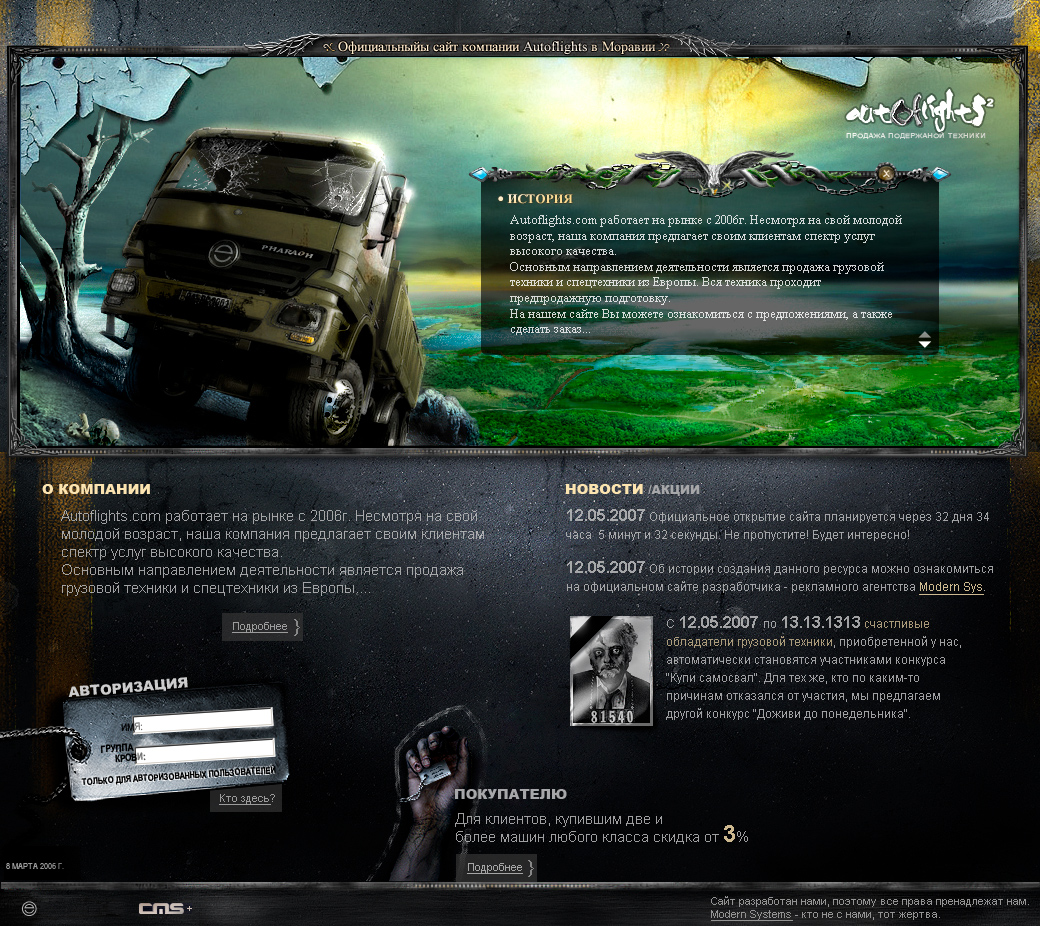 Официальныйы сайт компании Autoflights в Моравии
autoflights²
ПРОДАЖА ПОДЕРЖАНОЙ ТЕХНИКИ
PHARAOH
• ИСТОРИЯ
Autoflights.com работает на рынке с 2006г. Несмотря на свой молодой
возраст, наша компания предлагает своим клиентам спектр услуг
высокого качества.
Основным направлением деятельности является продажа грузовой
техники и спецтехники из Европы. Вся техника проходит
предпродажную подготовку.
На нашем сайте Вы можете ознакомиться с предложениями, а также
сделать заказ...
О КОМПАНИИ
Autoflights.com работает на рынке с 2006г. Несмотря на свой
молодой возраст, наша компания предлагает своим клиентам
спектр услуг высокого качества.
Основным направлением деятельности является продажа
грузовой техники и спецтехники из Европы,...
Подробнее }
НОВОСТИ /АКЦИИ
12.05.2007 Официальное открытие сайта планируется через 32 дня 34
часа 5 минут и 32 секунды. Не пропустите! Будет интересно!
12.05.2007 Об истории создания данного ресурса можно ознакомиться
на официальном сайте разработчика - рекламного агентства Modern Sys.
С 12.05.2007 по 13.13.1313 счастливые
обладатели грузовой техники, приобретенной у нас,
автоматически становятся участниками конкурса
"Купи самосвал". Для тех же, кто по каким-то
причинам отказался от участия, мы предлагаем
другой конкурс "Доживи до понедельника".
81540
АВТОРИЗАЦИЯ
ИМЯ:
ГРУППА
КРОВИ:
ТОЛЬКО ДЛЯ АВТОРИЗОВАННЫХ ПОЛЬЗОВАТЕЛЕЙ
Кто здесь?
ПОКУПАТЕЛЮ
Для клиентов, купившим две и
более машин любого класса скидка от 3%
Подробнее }
8 МАРТА 2006 Г.
CMS +
Сайт разработан нами, поэтому все права пренадлежат нам.
Modern Systems - кто не с нами, тот жертва.